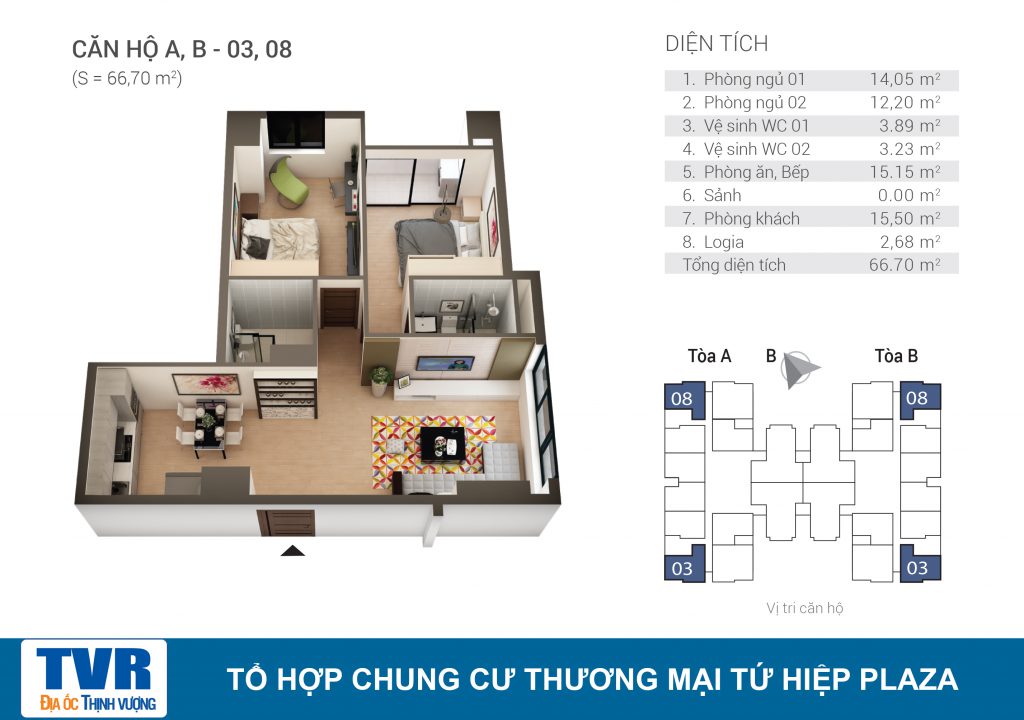 CĂN HỘ A, B - 03, 08
(S = 66,70 m²)
DIỆN TÍCH
1. Phòng ngủ 01 14,05 m²
2. Phòng ngủ 02 12,20 m²
3. Vệ sinh WC 01 3.89 m²
4. Vệ sinh WC 02 3.23 m²
5. Phòng ăn, Bếp 15.15 m²
6. Sảnh 0.00 m²
7. Phòng khách 15,50 m²
8. Logia 2,68 m²
Tổng diện tích 66.70 m²
Tòa A B Tòa B
08 08
03 03
Vị trí căn hộ
TVR
ĐỊA ỐC THỊNH VƯỢNG
TỔ HỢP CHUNG CƯ THƯƠNG MẠI TỨ HIỆP PLAZA